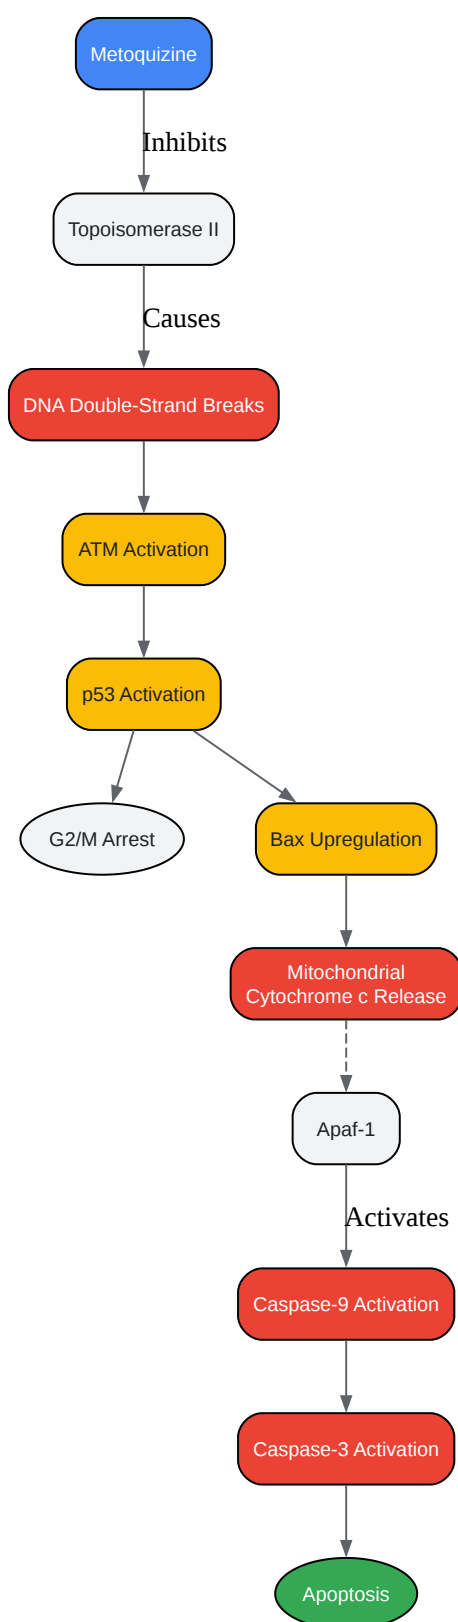 Metoquizine
Inhibits
Topoisomerase II
Causes
DNA Double-Strand Breaks
ATM Activation
p53 Activation
G2/M Arrest
Bax Upregulation
Mitochondrial
Cytochrome c Release
Apaf-1
Activates
Caspase-9 Activation
Caspase-3 Activation
Apoptosis